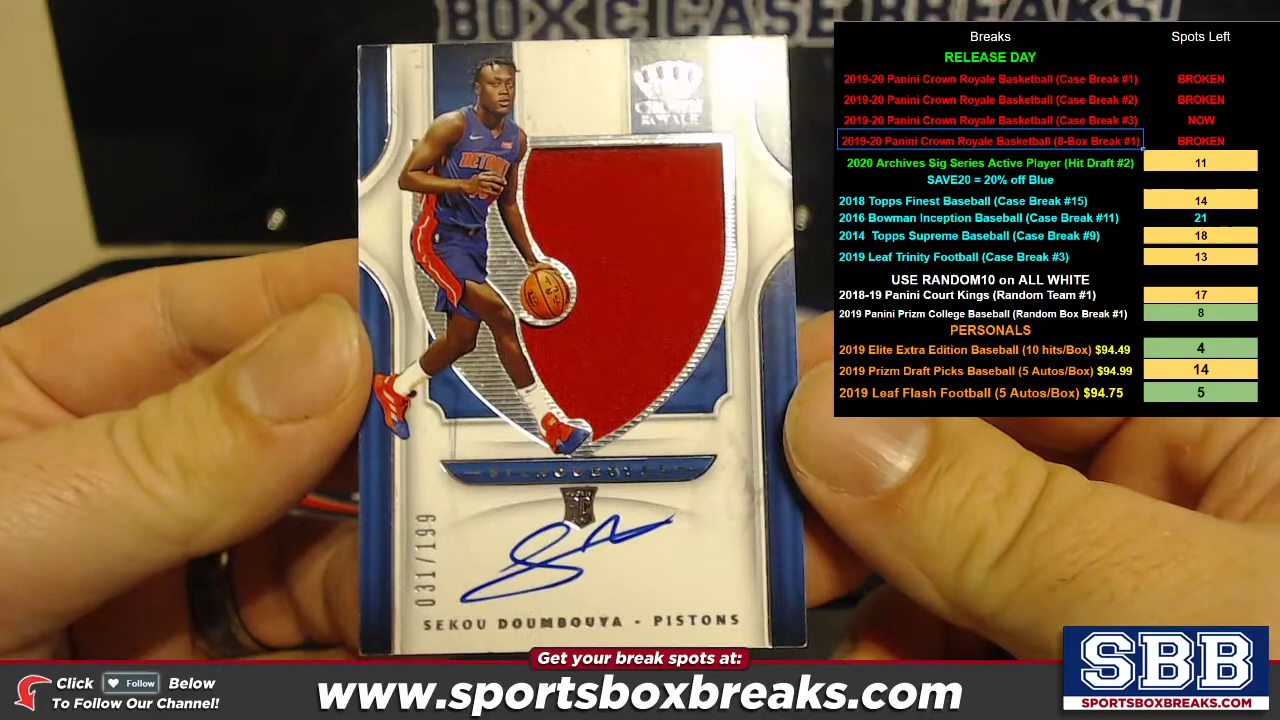 BOX & CASE BREAKS!
CROWN
ROYALE
DETROIT
SILHOUETTES
RC
031/199
SEKOU DOUMBOUYA - PISTONS
Breaks Spots Left
RELEASE DAY
2019-20 Panini Crown Royale Basketball (Case Break #1) BROKEN
2019-20 Panini Crown Royale Basketball (Case Break #2) BROKEN
2019-20 Panini Crown Royale Basketball (Case Break #3) NOW
2019-20 Panini Crown Royale Basketball (8-Box Break #1) BROKEN
2020 Archives Sig Series Active Player (Hit Draft #2) 11
SAVE20 = 20% off Blue
2018 Topps Finest Baseball (Case Break #15) 14
2016 Bowman Inception Baseball (Case Break #11) 21
2014 Topps Supreme Baseball (Case Break #9) 18
2019 Leaf Trinity Football (Case Break #3) 13
USE RANDOM10 on ALL WHITE
2018-19 Panini Court Kings (Random Team #1) 17
2019 Panini Prizm College Baseball (Random Box Break #1) 8
PERSONALS
2019 Elite Extra Edition Baseball (10 hits/Box) $94.49 4
2019 Prizm Draft Picks Baseball (5 Autos/Box) $94.99 14
2019 Leaf Flash Football (5 Autos/Box) $94.75 5
Get your break spots at:
Click Follow Below
To Follow Our Channel!
www.sportsboxbreaks.com
SBB
SPORTSBOXBREAKS.COM